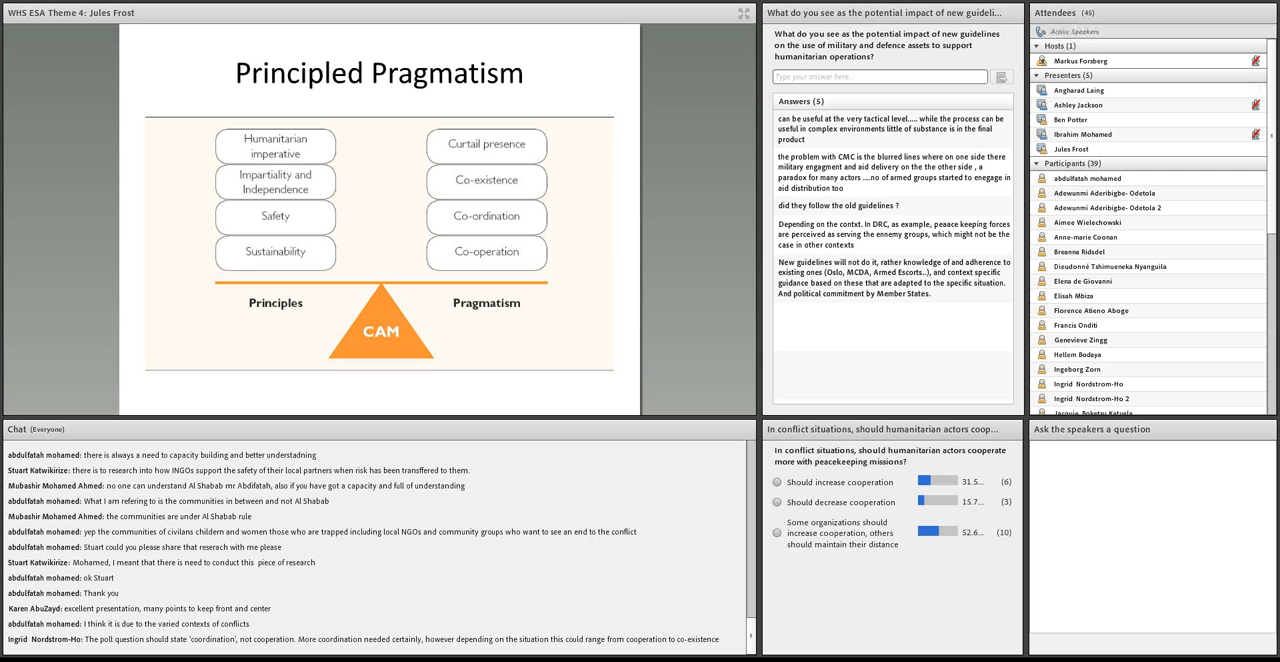 WHS ESA Theme 4: Jules Frost
Principled Pragmatism
Humanitarian
imperative
Impartiality and
Independence
Safety
Sustainability
Curtail presence
Co-existence
Co-ordination
Co-operation
Principles
Pragmatism
CAM
What do you see as the potential impact of new guideli...
What do you see as the potential impact of new guidelines
on the use of military and defence assets to support
humanitarian operations?
Type your answer here...
Answers (5)
can be useful at the very tactical level..... while the process can be
useful in complex environments little of substance is in the final
product
the problem with CMC is the blurred lines where on one side there
military engagment and aid delivery on the the other side , a
paradox for many actors ....no of armed groups started to enegage in
aid distribution too
did they follow the old guidelines ?
Depending on the contxt. In DRC, as example, peace keeping forces
are perceived as serving the ennemy groups, which might not be the
case in other contexts
New guidelines will not do it, rather knowledge of and adherence to
existing ones (Oslo, MCDA, Armed Escorts..), and context specific
guidance based on these that are adapted to the specific situation.
And political commitment by Member States.
Attendees (45)
Active Speakers
Hosts (1)
Markus Forsberg
Presenters (5)
Angharad Laing
Ashley Jackson
Ben Potter
Ibrahim Mohamed
Jules Frost
Participants (39)
abdulfatah mohamed
Adewunmi Aderibigbe- Odetola
Adewunmi Aderibigbe- Odetola 2
Aimee Wielechowski
Anne-marie Coonan
Breanna Ridsdel
Dieudonné Tshimueneka Nyanguila
Elena de Giovanni
Elisah Mbiza
Florence Atieno Aboge
Francis Onditi
Genevieve Zingg
Hellem Bodaya
Ingeborg Zorn
Ingrid Nordstrom-Ho
Ingrid Nordstrom-Ho 2
Chat (Everyone)
abdulfatah mohamed: there is always a need to capacity building and better understadning
Stuart Katwikirize: there is to research into how INGOs support the safety of their local partners when risk has been transffered to them.
Mubashir Mohamed Ahmed: no one can understand Al Shabab mr Abdifatah, also if you have got a capacity and full of understanding
abdulfatah mohamed: What I am refering to is the communities in between and not Al Shabab
Mubashir Mohamed Ahmed: the communities are under Al Shabab rule
abdulfatah mohamed: yep the communities of civilans childern and women those who are trapped including local NGOs and community groups who want to see an end to the conflict
abdulfatah mohamed: Stuart could you please share that reserach with me please
Stuart Katwikirize: Mohamed, I meant that there is need to conduct this piece of research
abdulfatah mohamed: ok Stuart
abdulfatah mohamed: Thank you
Karen AbuZayd: excellent presentation, many points to keep front and center
abdulfatah mohamed: I think it is due to the varied contexts of conflicts
Ingrid Nordstrom-Ho: The poll question should state 'coordination', not cooperation. More coordination needed certainly, however depending on the situation this could range from cooperation to co-existence
In conflict situations, should humanitarian actors coop...
In conflict situations, should humanitarian actors cooperate
more with peacekeeping missions?
Should increase cooperation 31.5... (6)
Should decrease cooperation 15.7... (3)
Some organizations should
increase cooperation, others 52.6... (10)
should maintain their distance
Ask the speakers a question